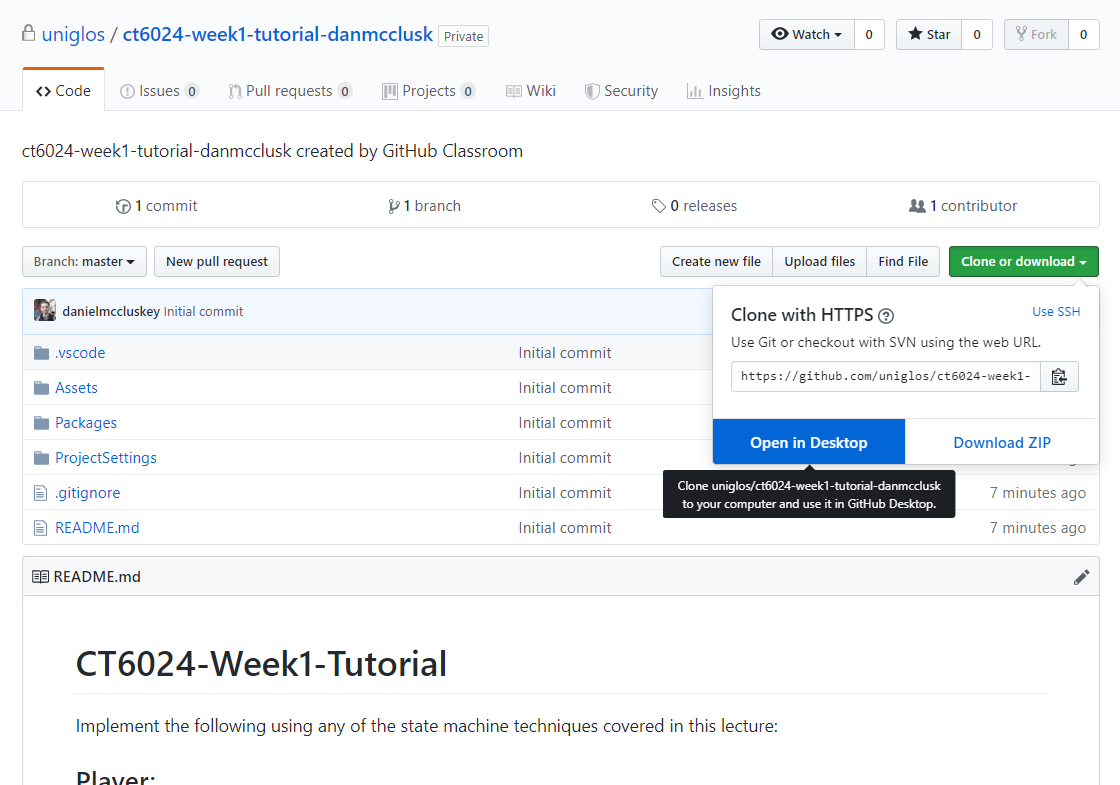 uniglos / ct6024-week1-tutorial-danmcclusk Private Watch 0 Star 0 Fork 0
Code Issues 0 Pull requests 0 Projects 0 Wiki Security Insights
ct6024-week1-tutorial-danmcclusk created by GitHub Classroom
1 commit 1 branch 0 releases 1 contributor
Branch: master New pull request Create new file Upload files Find File Clone or download
danielmccluskey Initial commit
Clone with HTTPS ? Use SSH
Use Git or checkout with SVN using the web URL.
https://github.com/uniglos/ct6024-week1-
Open in Desktop Download ZIP
Clone uniglos/ct6024-week1-tutorial-danmcclusk
to your computer and use it in GitHub Desktop.
.vscode Initial commit
Assets Initial commit
Packages Initial commit
ProjectSettings Initial commit
.gitignore Initial commit 7 minutes ago
README.md Initial commit 7 minutes ago
README.md
CT6024-Week1-Tutorial
Implement the following using any of the state machine techniques covered in this lecture:
Player: